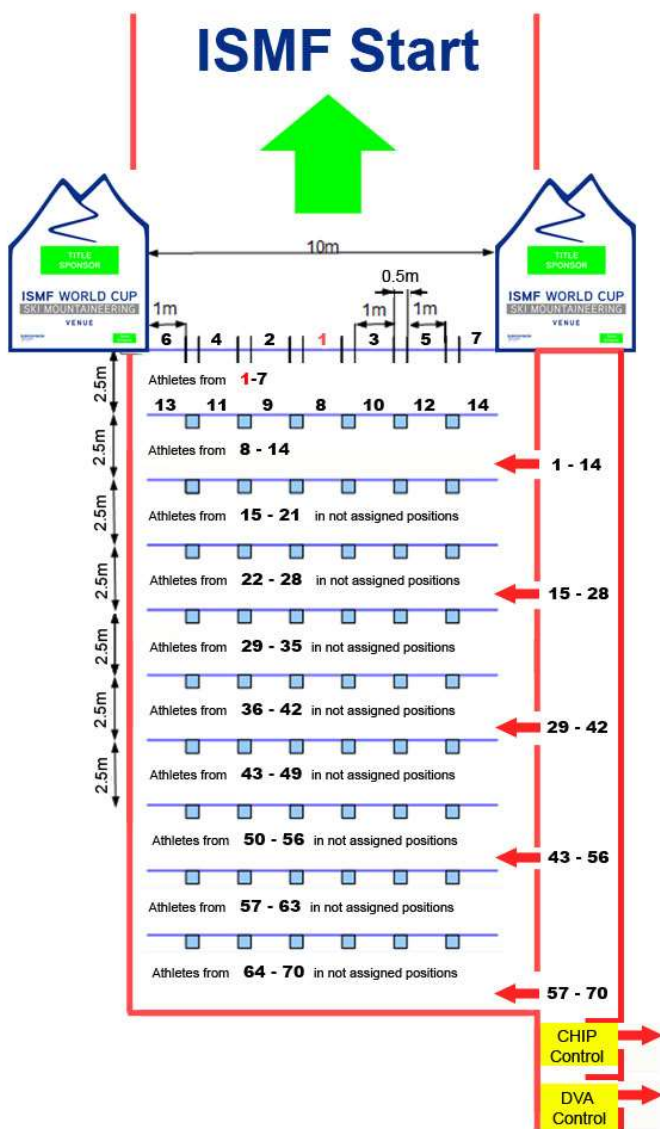 ISMF Start
TITLE
SPONSOR
ISMF WORLD CUP
SKI MOUNTAINEERING
VENUE
TITLE
SPONSOR
ISMF WORLD CUP
SKI MOUNTAINEERING
VENUE
10m
0.5m
1m 1m 1m
6 4 2 1 3 5 7
2.5m
Athletes from 1-7
13 11 9 8 10 12 14
2.5m
Athletes from 8 - 14
1 - 14
2.5m
Athletes from 15 - 21 in not assigned positions
2.5m
Athletes from 22 - 28 in not assigned positions
15 - 28
2.5m
Athletes from 29 - 35 in not assigned positions
2.5m
Athletes from 36 - 42 in not assigned positions
29 - 42
2.5m
Athletes from 43 - 49 in not assigned positions
Athletes from 50 - 56 in not assigned positions
43 - 56
Athletes from 57 - 63 in not assigned positions
Athletes from 64 - 70 in not assigned positions
57 - 70
CHIP
Control
DVA
Control